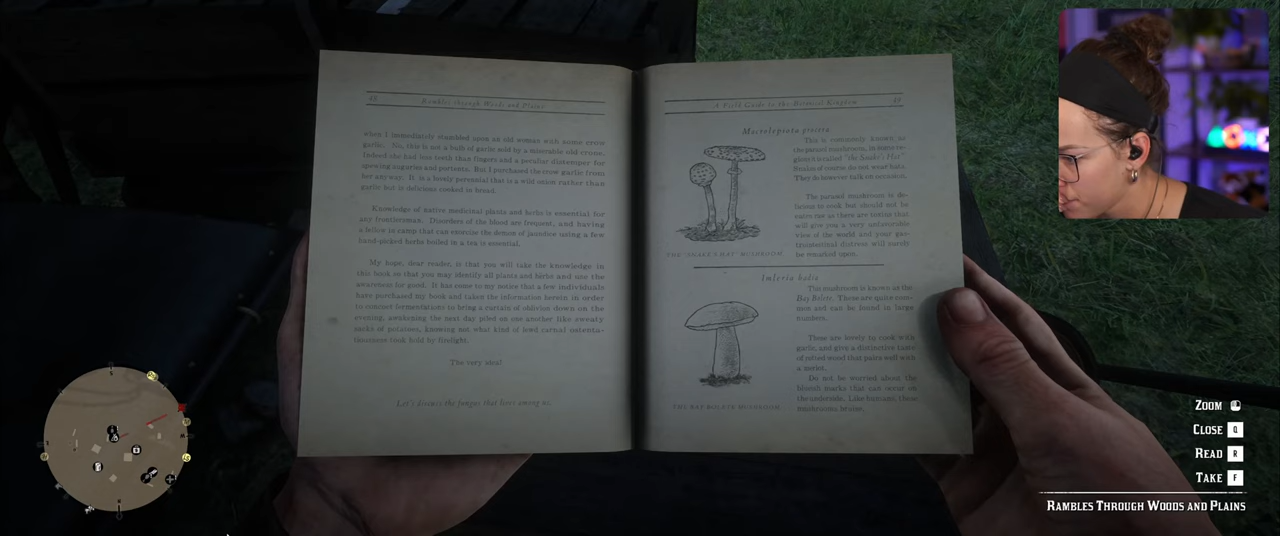 48 Rambles through Woods and Plains
when I immediately stumbled upon an old woman with some crow
garlic. No, this is not a bulb of garlic sold by a miserable old crone.
Indeed she had less teeth than fingers and a peculiar distemper for
spewing auguries and portents. But I purchased the crow garlic from
her anyway. It is a lovely perennial that is a wild onion rather than
garlic but is delicious cooked in bread.
Knowledge of native medicinal plants and herbs is essential for
any frontiersman. Disorders of the blood are frequent, and having
a fellow in camp that can exorcise the demon of jaundice using a few
hand-picked herbs boiled in a tea is essential.
My hope, dear reader, is that you will take the knowledge in
this book so that you may identify all plants and herbs and use the
awareness for good. It has come to my notice that a few individuals
have purchased my book and taken the information herein in order
to concoct fermentations to bring a curtain of oblivion down on the
evening, awakening the next day piled on one another like sweaty
sacks of potatoes, knowing not what kind of lewd carnal ostenta-
tiousness took hold by firelight.
The very idea!
Let's discuss the fungus that lives among us.
A Field Guide to the Botanical Kingdom 49
Macrolepiota procera
This is commonly known as
the parasol mushroom, in some re-
gions it is called "the Snake's Hat"
Snakes of course do not wear hats.
They do however talk on occasion.
The parasol mushroom is de-
licious to cook but should not be
eaten raw as there are toxins that
will give you a very unfavorable
view of the world and your gas-
trointestinal distress will surely
be remarked upon.
THE "SNAKE'S HAT" MUSHROOM
Imleria badia
This mushroom is known as the
Bay Bolete. These are quite com-
mon and can be found in large
numbers.
These are lovely to cook with
garlic, and give a distinctive taste
of rotted wood that pairs well with
a merlot.
Do not be worried about the
blueish marks that can occur on
the underside. Like humans, these
mushrooms bruise.
THE BAY BOLETE MUSHROOM
ZOOM
CLOSE Q
READ R
TAKE F
RAMBLES THROUGH WOODS AND PLAINS